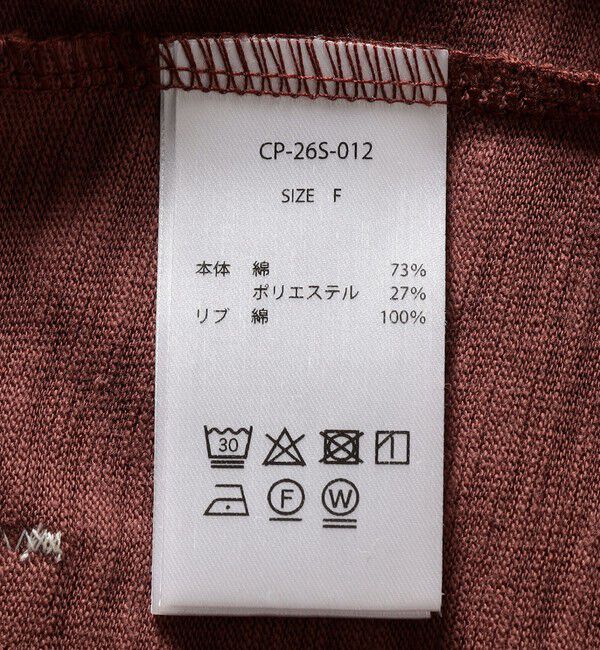 CP-26S-012
SIZE F
本体 綿 73%
ポリエステル 27%
リブ 綿 100%
30
F W